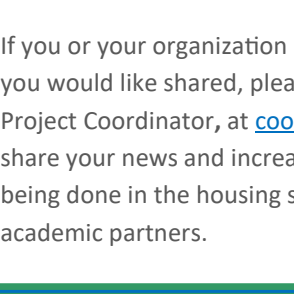 If you or your organization
you would like shared, plea
Project Coordinator, at coo
share your news and increa
being done in the housing s
academic partners.